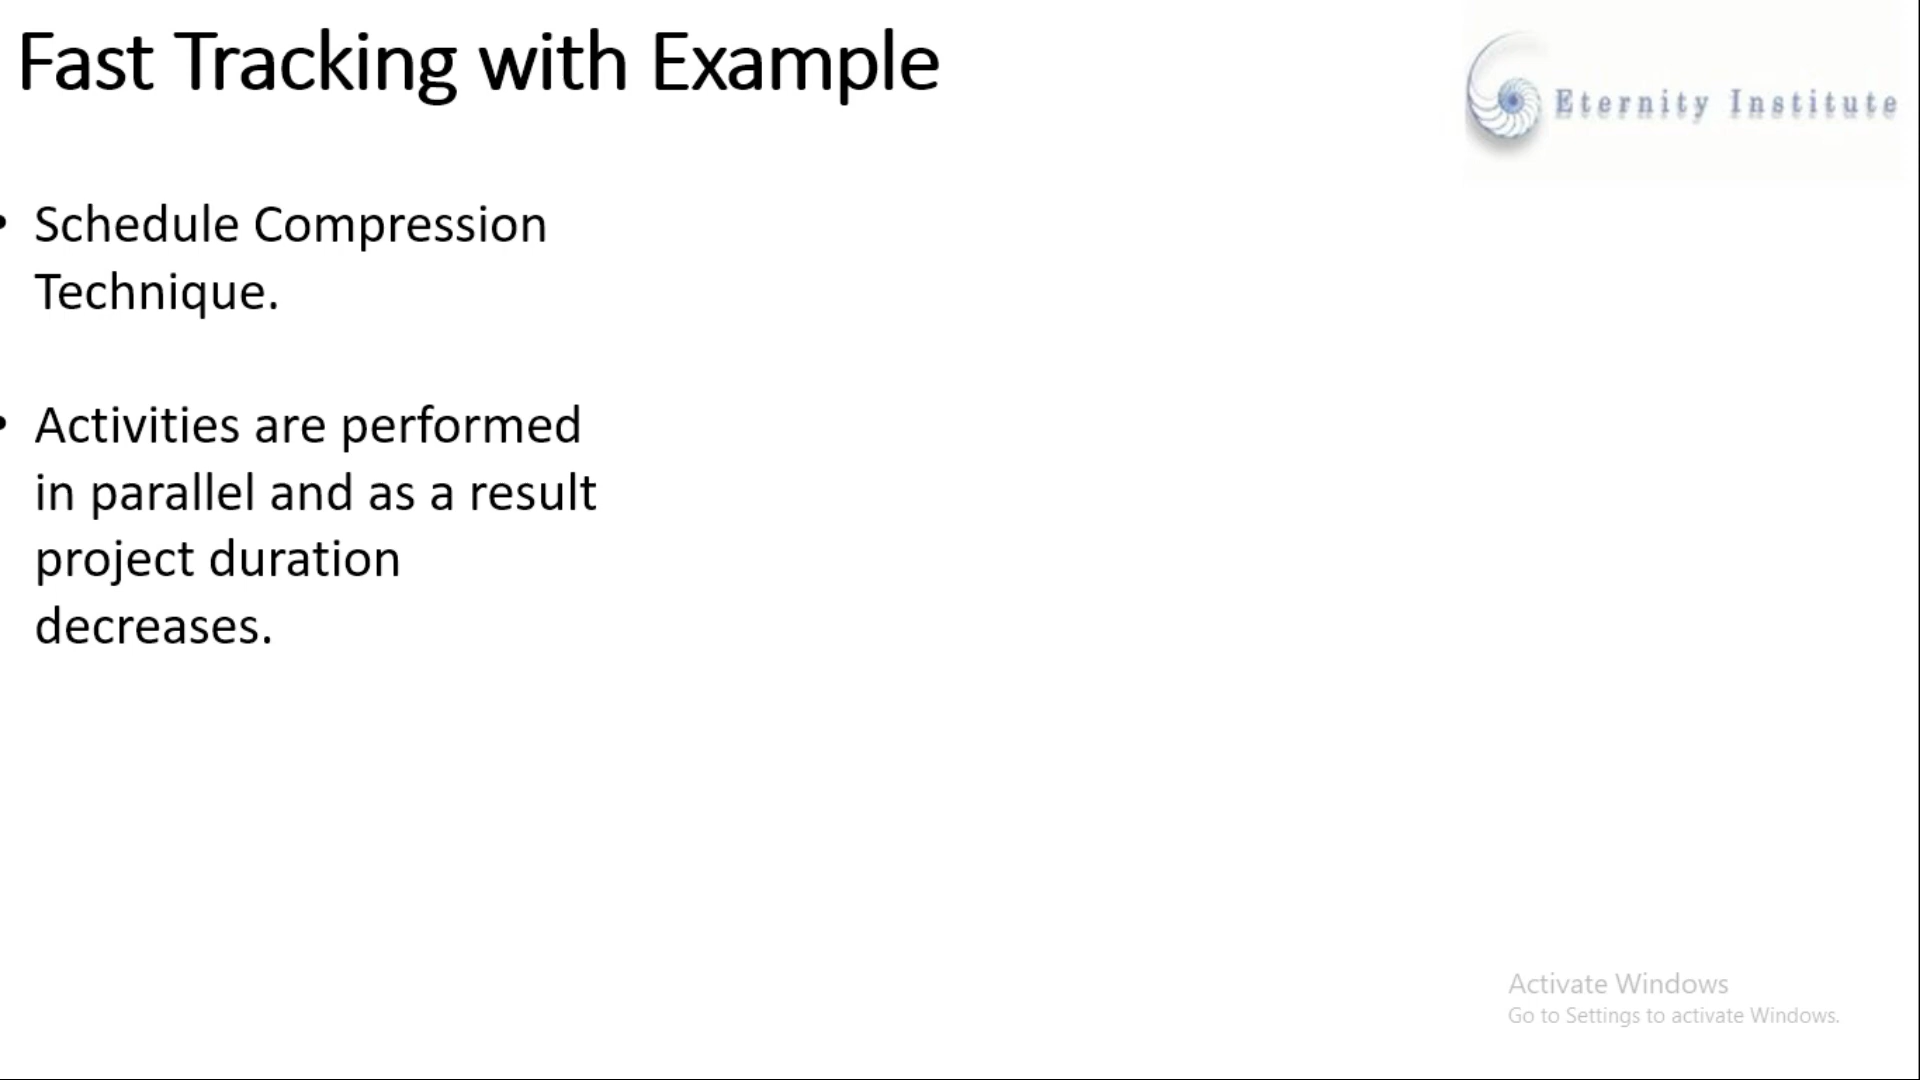 Fast Tracking with Example
Eternity Institute
• Schedule Compression
Technique.
• Activities are performed
in parallel and as a result
project duration
decreases.
Activate Windows
Go to Settings to activate Windows.